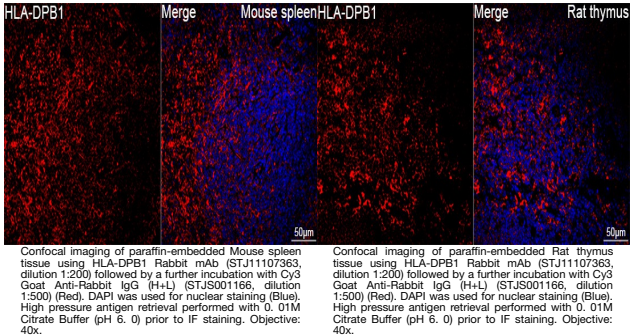 HLA-DPB1
Merge
Mouse spleen
HLA-DPB1
Merge
Rat thymus
50μm
50μm
Confocal imaging of paraffin-embedded Mouse spleen
tissue using HLA-DPB1 Rabbit mAb (STJ11107363,
dilution 1:200) followed by a further incubation with Cy3
Goat Anti-Rabbit IgG (H+L) (STJS001166, dilution
1:500) (Red). DAPI was used for nuclear staining (Blue).
High pressure antigen retrieval performed with 0. 01M
Citrate Buffer (pH 6. 0) prior to IF staining. Objective:
40x.
Confocal imaging of paraffin-embedded Rat thymus
tissue using HLA-DPB1 Rabbit mAb (STJ11107363,
dilution 1:200) followed by a further incubation with Cy3
Goat Anti-Rabbit IgG (H+L) (STJS001166, dilution
1:500) (Red). DAPI was used for nuclear staining (Blue).
High pressure antigen retrieval performed with 0. 01M
Citrate Buffer (pH 6. 0) prior to IF staining. Objective:
40x.